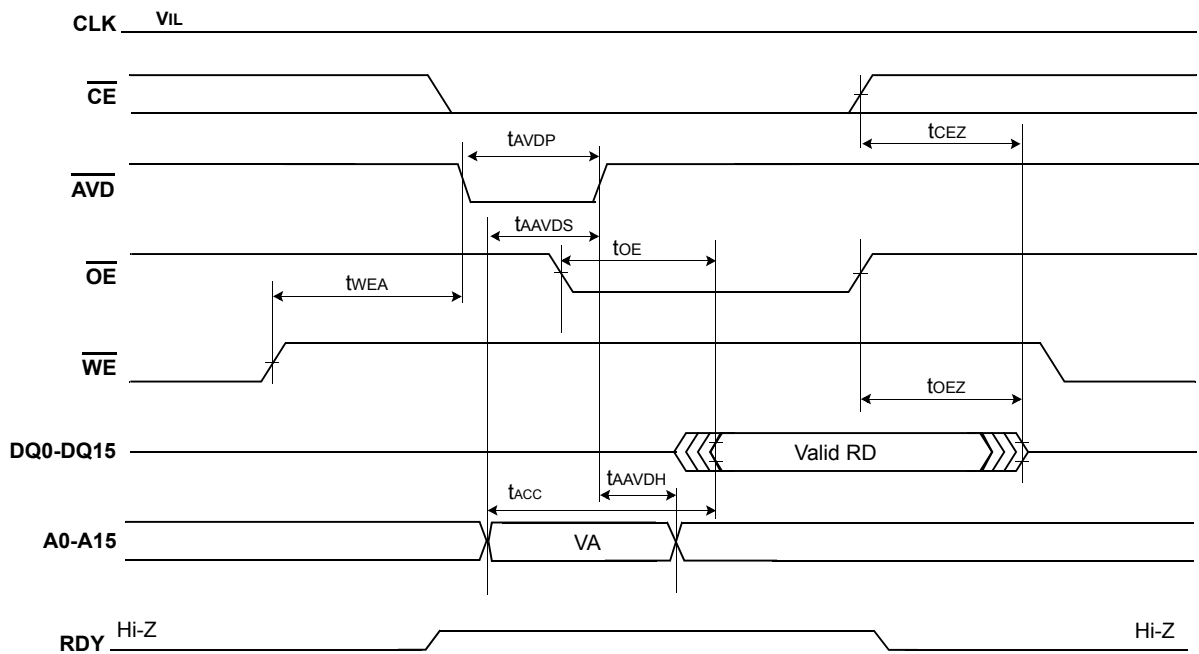 CLK VIL
CE
tAVDP tCEZ
AVD
tAAVDS
tOE
OE
tWEA
WE
tOEZ
DQ0-DQ15 Valid RD
tACC tAAVDH
A0-A15 VA
RDY Hi-Z Hi-Z